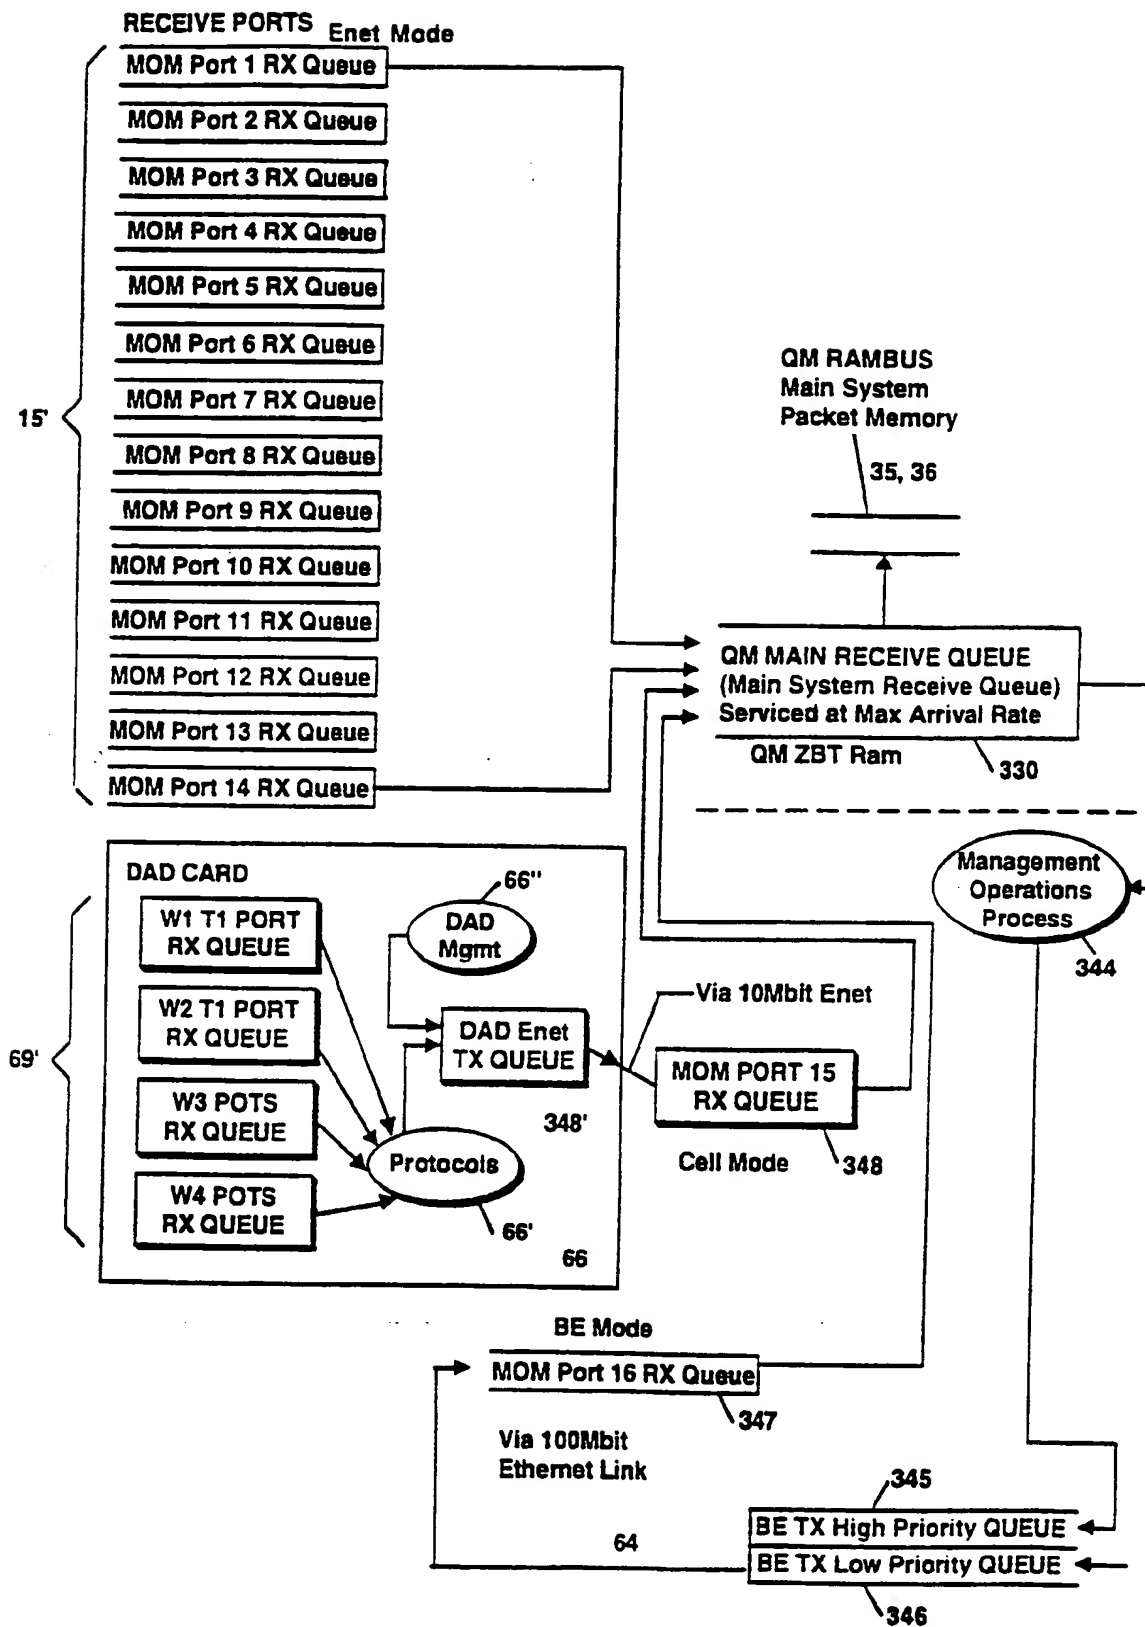 RECEIVE PORTS
Enet Mode
MOM Port 1 RX Queue
MOM Port 2 RX Queue
MOM Port 3 RX Queue
MOM Port 4 RX Queue
MOM Port 5 RX Queue
MOM Port 6 RX Queue
MOM Port 7 RX Queue
MOM Port 8 RX Queue
MOM Port 9 RX Queue
MOM Port 10 RX Queue
MOM Port 11 RX Queue
MOM Port 12 RX Queue
MOM Port 13 RX Queue
MOM Port 14 RX Queue
15'
QM RAMBUS
Main System
Packet Memory
35, 36
QM MAIN RECEIVE QUEUE
(Main System Receive Queue)
Serviced at Max Arrival Rate
QM ZBT Ram
330
Management
Operations
Process
344
DAD CARD
66"
DAD
Mgmt
W1 T1 PORT
RX QUEUE
W2 T1 PORT
RX QUEUE
W3 POTS
RX QUEUE
W4 POTS
RX QUEUE
69'
DAD Enet
TX QUEUE
348'
Protocols
66'
66
Via 10Mbit Enet
MOM PORT 15
RX QUEUE
Cell Mode
348
BE Mode
MOM Port 16 RX Queue
347
Via 100Mbit
Ethernet Link
64
345
BE TX High Priority QUEUE
BE TX Low Priority QUEUE
346